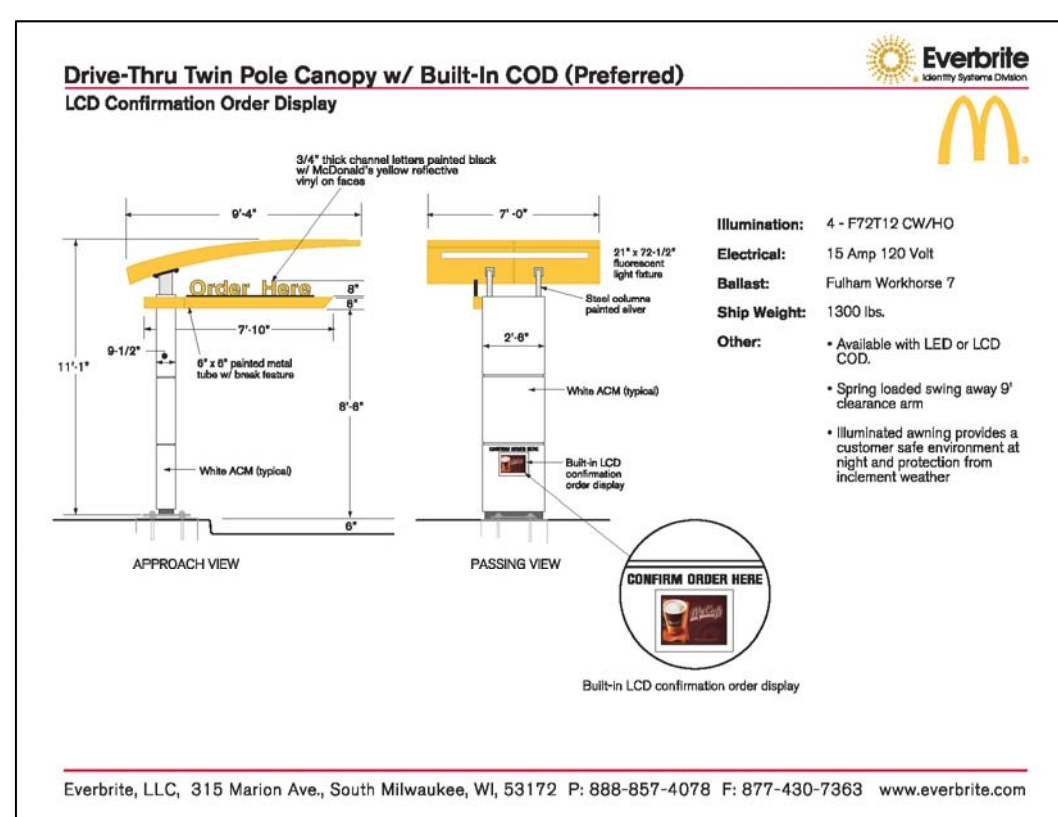 Drive-Thru Twin Pole Canopy w/ Built-In COD (Preferred)
LCD Confirmation Order Display
Everbrite
Identity Systems Division
3/4" thick channel letters painted black
w/ McDonald's yellow reflective
vinyl on faces
9'-4"
7'-0"
21" x 72-1/2"
fluorescent
light fixture
Order Here
8"
6"
Steel columns
painted silver
7'-10"
2'-6"
9-1/2"
11'-1"
6" x 6" painted metal
tube w/ break feature
8'-6"
White ACM (typical)
White ACM (typical)
CONFIRM ORDER HERE
Built-in LCD
confirmation
order display
6"
APPROACH VIEW
PASSING VIEW
CONFIRM ORDER HERE
McCafé
Built-in LCD confirmation order display
Illumination: 4 - F72T12 CW/HO
Electrical: 15 Amp 120 Volt
Ballast: Fulham Workhorse 7
Ship Weight: 1300 lbs.
Other: • Available with LED or LCD
COD.
• Spring loaded swing away 9'
clearance arm
• Illuminated awning provides a
customer safe environment at
night and protection from
inclement weather
Everbrite, LLC, 315 Marion Ave., South Milwaukee, WI, 53172 P: 888-857-4078 F: 877-430-7363 www.everbrite.com